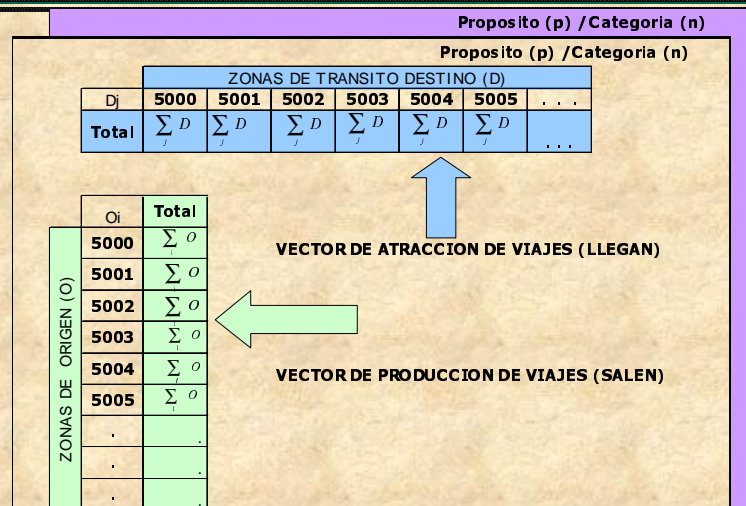 Proposito (p) /Categoria (n)
Proposito (p) /Categoria (n)
ZONAS DE TRANSITO DESTINO (D)
Dj 5000 5001 5002 5003 5004 5005 . . .
Total ∑ D j ∑ D j ∑ D j ∑ D j ∑ D j ∑ D j . . .
Oi Total
5000 ∑ O
5001 ∑ O
5002 ∑ O
5003 ∑ O
5004 ∑ O
5005 ∑ O
. .
. .
. .
ZONAS DE ORIGEN (O)
VECTOR DE ATRACCION DE VIAJES (LLEGAN)
VECTOR DE PRODUCCION DE VIAJES (SALEN)